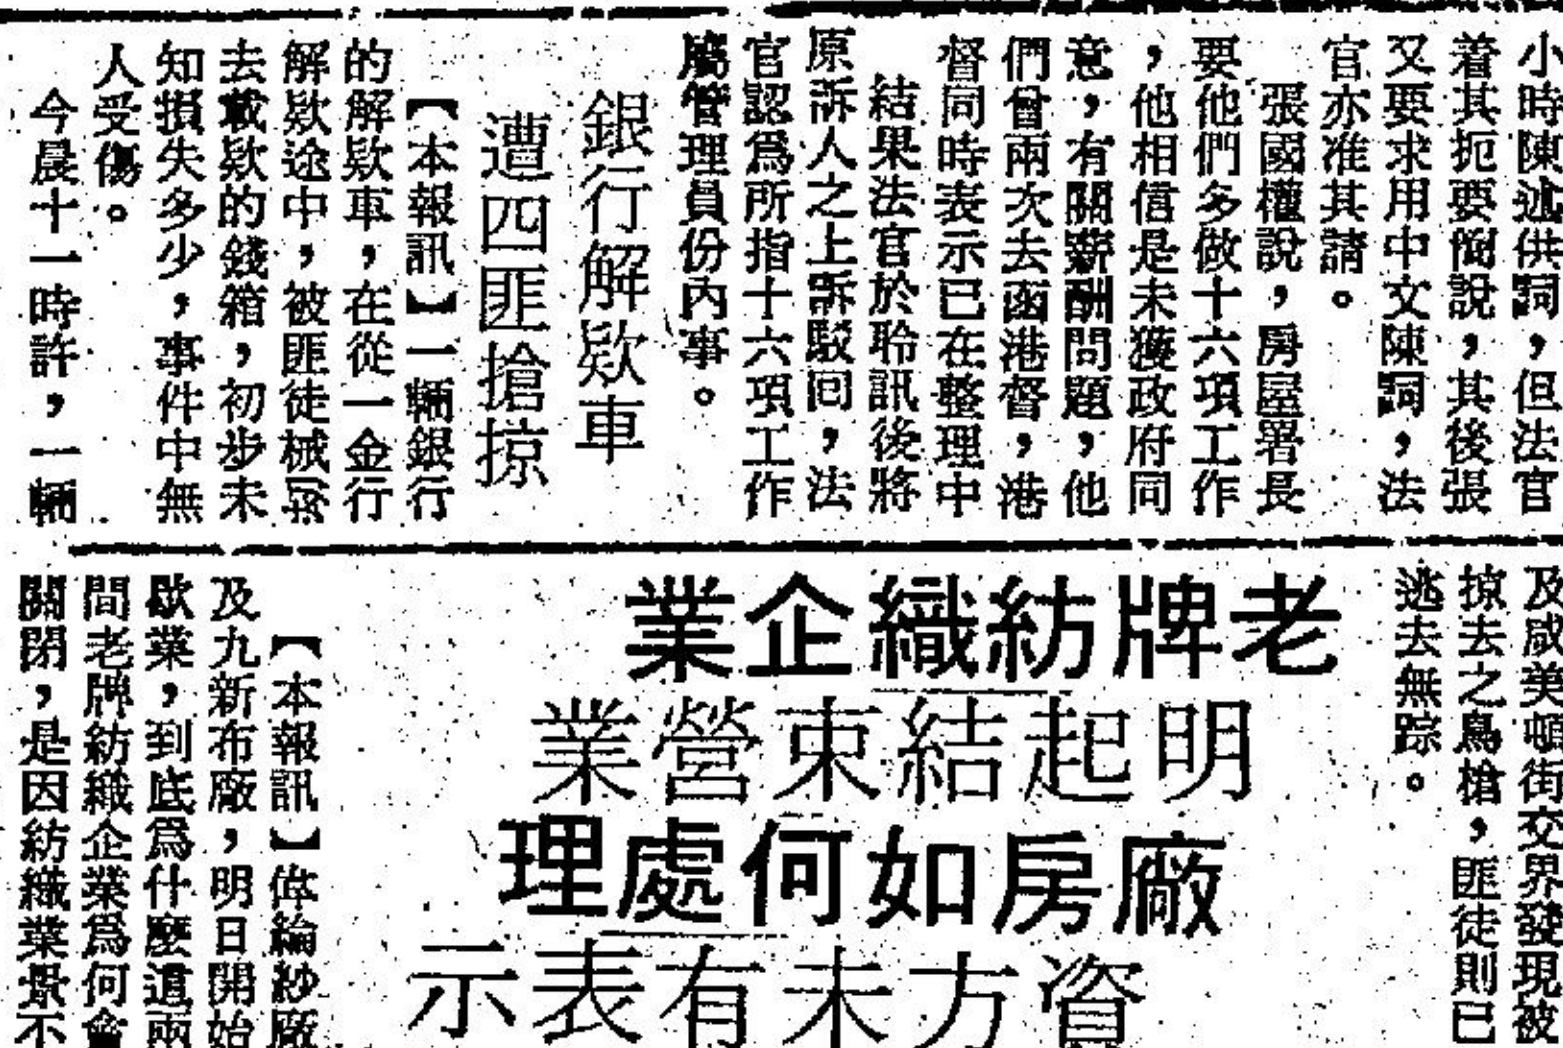 小時陳述供詞，但法官
着其扼要簡說，其後張
又要求用中文陳詞，法
官亦准其請。
張國權說，房屋署長
要他們多做十六項工作
，他相信是未獲政府同
意，有關薪酬問題，他
們曾兩次去函港督，港
督同時表示已在整理中
結果法官於聆訊後將
原訴人之上訴駁回，法
官認爲所指十六項工作
屬管理員份內事。
銀行解欵車
遭四匪搶掠
【本報訊】一輛銀行
的解欵車，在從一金行
解欵途中，被匪徒械刼
去載欵的錢箱，初步未
知損失多少，事件中無
人受傷。
今晨十一時許，一輛
及咸美頓街交界發現被
掠去之鳥槍，匪徒則已
逃去無踪。
老牌紡織企業
明起結束營業
廠房如何處理
資方未有表示
【本報訊】偉綸紗廠
及九新布廠，明日開始
歇業，到底爲什麽這兩
間老牌紡織企業爲何會
關閉，是因紡織業景不